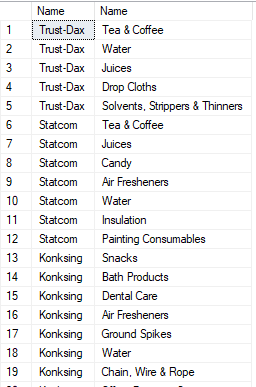 Name Name
1 Trust-Dax Tea & Coffee
2 Trust-Dax Water
3 Trust-Dax Juices
4 Trust-Dax Drop Cloths
5 Trust-Dax Solvents, Strippers & Thinners
6 Statcom Tea & Coffee
7 Statcom Juices
8 Statcom Candy
9 Statcom Air Fresheners
10 Statcom Water
11 Statcom Insulation
12 Statcom Painting Consumables
13 Konksing Snacks
14 Konksing Bath Products
15 Konksing Dental Care
16 Konksing Air Fresheners
17 Konksing Ground Spikes
18 Konksing Water
19 Konksing Chain, Wire & Rope